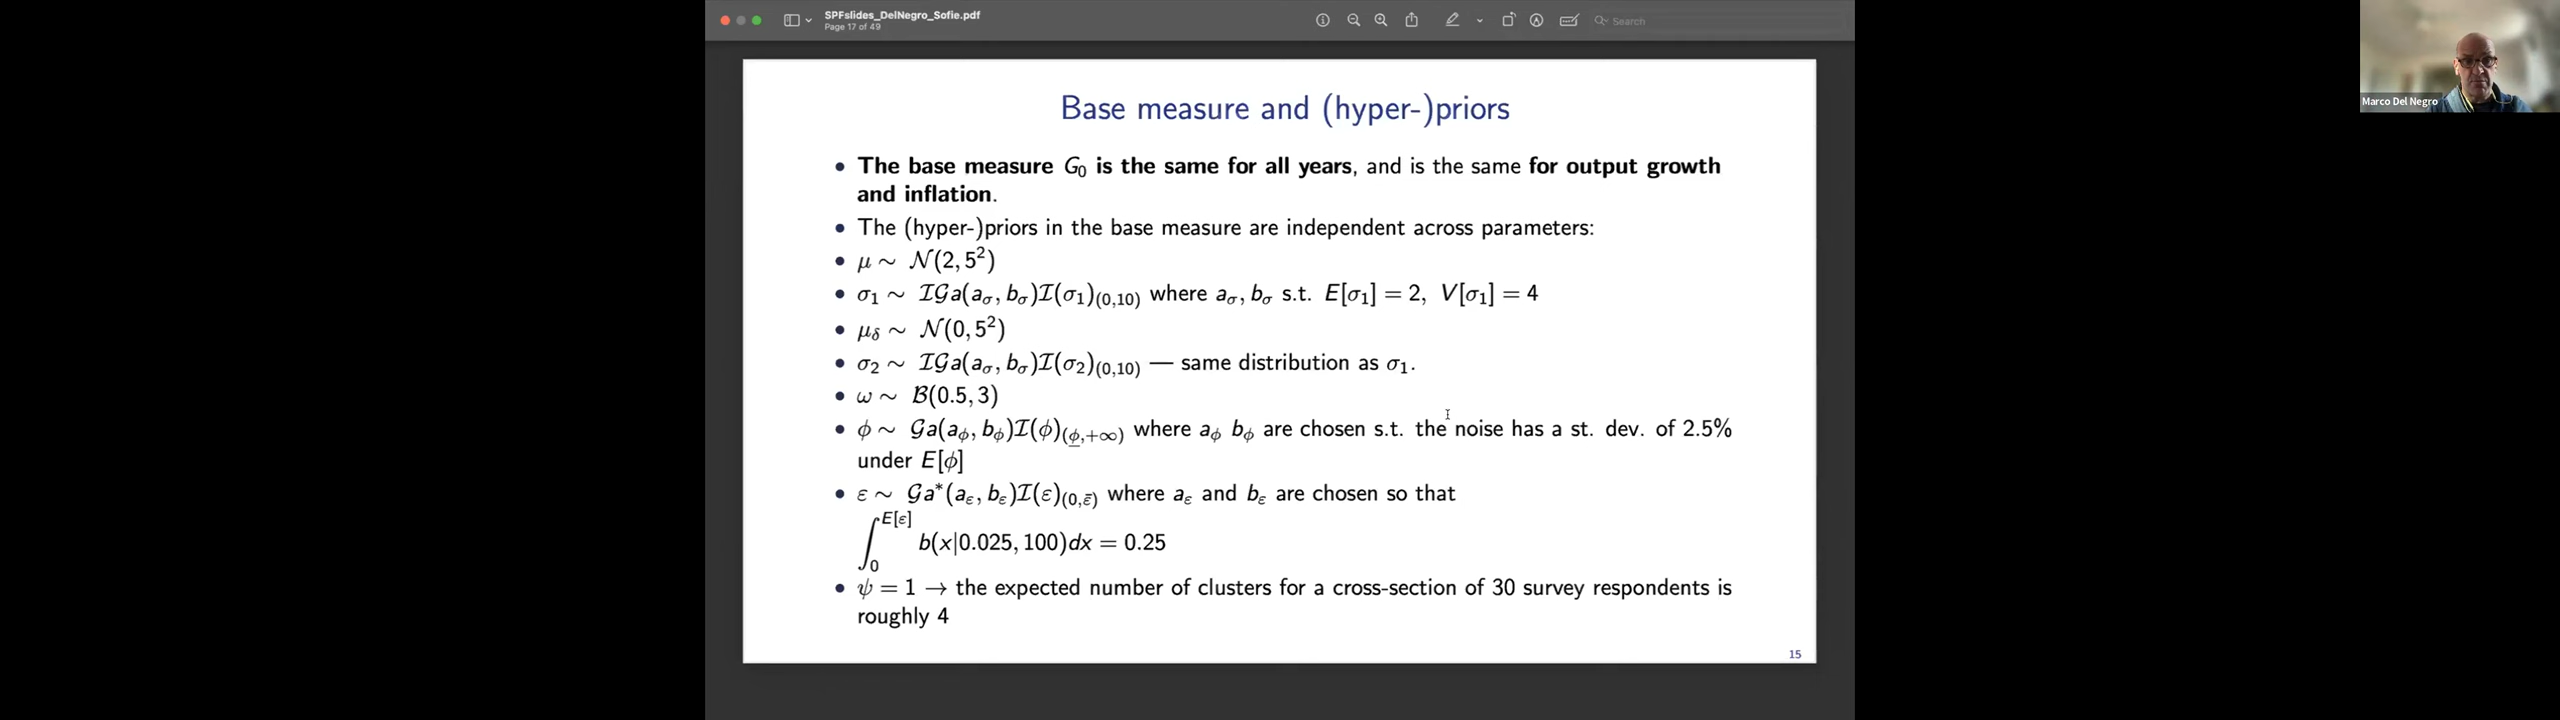 SPFslides_DelNegro_Sofie.pdf
Page 17 of 49
Search
Marco Del Negro
Base measure and (hyper-)priors
• The base measure G₀ is the same for all years, and is the same for output growth
and inflation.
• The (hyper-)priors in the base measure are independent across parameters:
• μ ∼ 𝒩(2, 5²)
• σ₁ ∼ ℐ𝒢a(a_σ, b_σ)ℐ(σ₁)_(0,10) where a_σ, b_σ s.t. E[σ₁] = 2, V[σ₁] = 4
• μ_δ ∼ 𝒩(0, 5²)
• σ₂ ∼ ℐ𝒢a(a_σ, b_σ)ℐ(σ₂)_(0,10) — same distribution as σ₁.
• ω ∼ ℬ(0.5, 3)
• ϕ ∼ 𝒢a(a_ϕ, b_ϕ)ℐ(ϕ)_(ϕ̲,+∞) where a_ϕ b_ϕ are chosen s.t. the noise has a st. dev. of 2.5%
under E[ϕ]
• ε ∼ 𝒢a*(a_ε, b_ε)ℐ(ε)_(0,ε̄) where a_ε and b_ε are chosen so that
∫₀^E[ε] b(x|0.025, 100)dx = 0.25
• ψ = 1 → the expected number of clusters for a cross-section of 30 survey respondents is
roughly 4
15